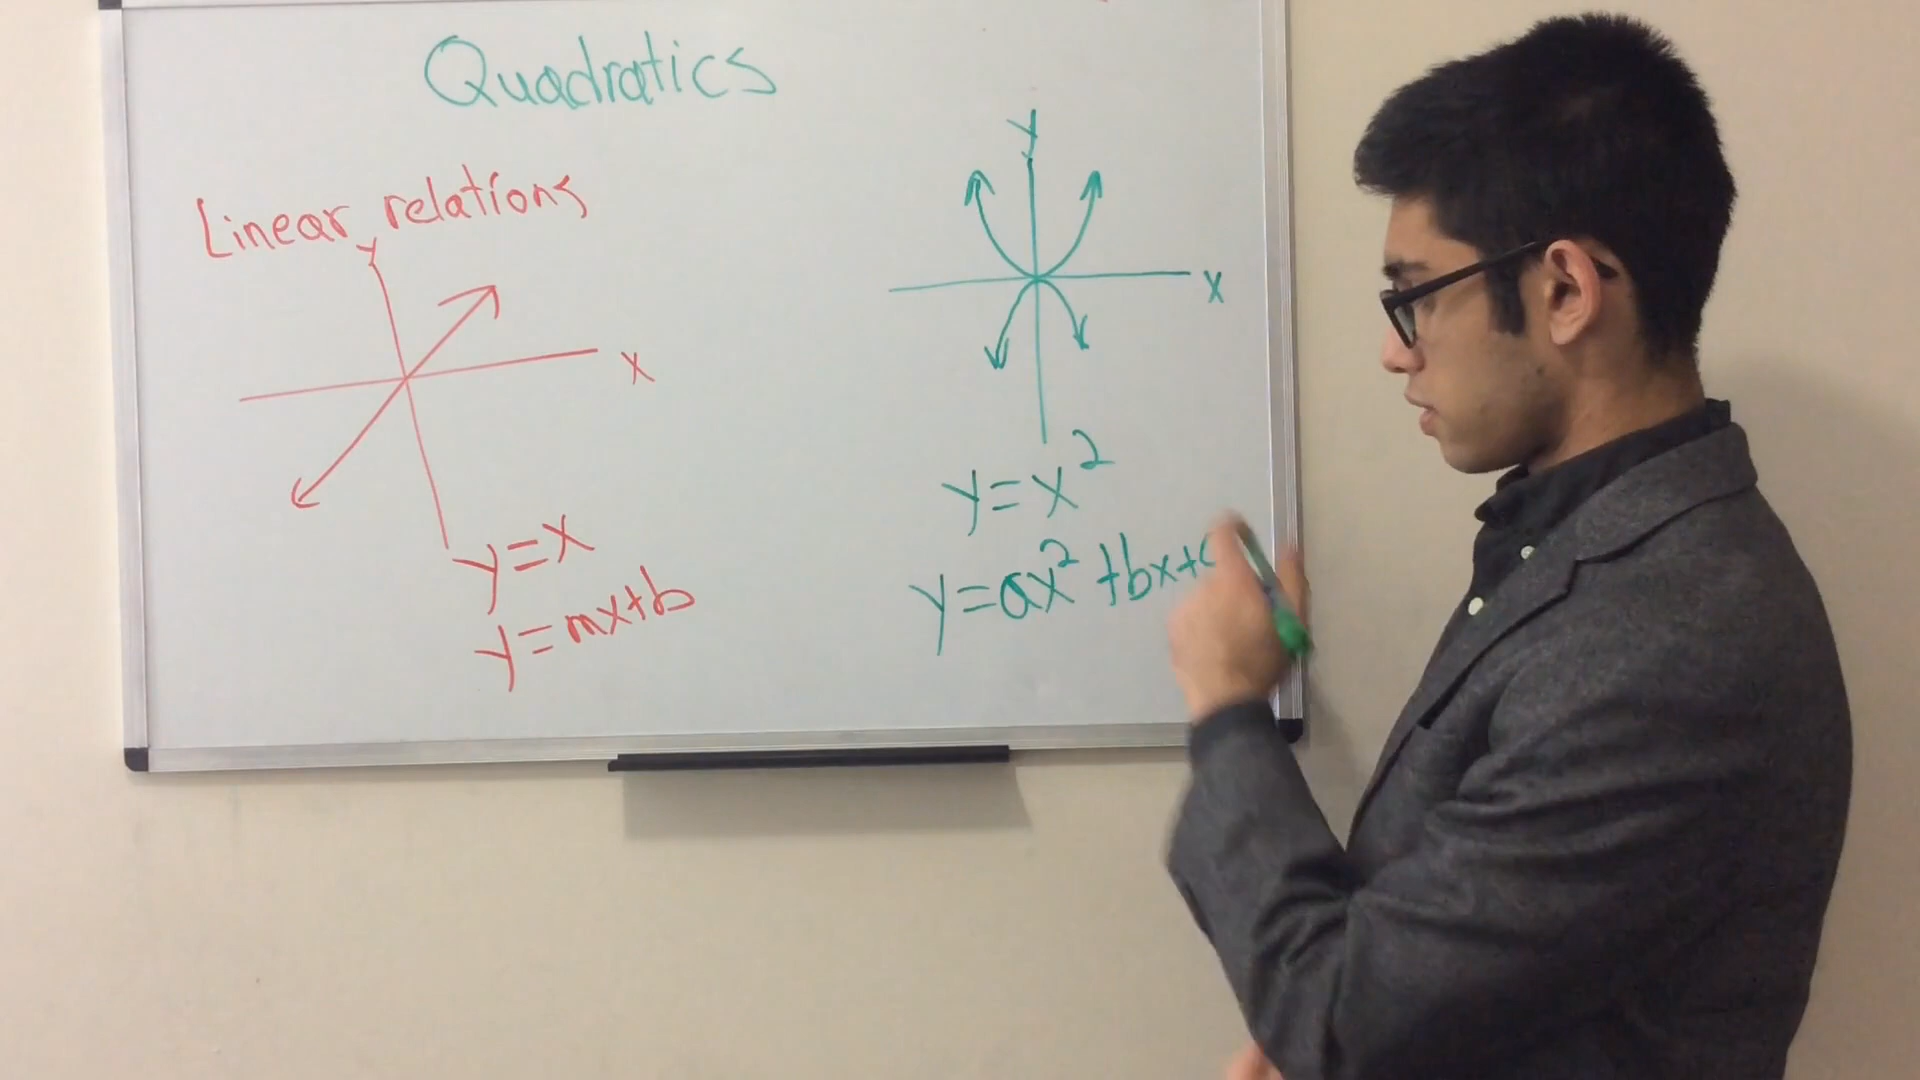 Quadratics
Linear relations
y
x
y=x
y=mx+b
y
x
y=x²
y=ax²+bx+c